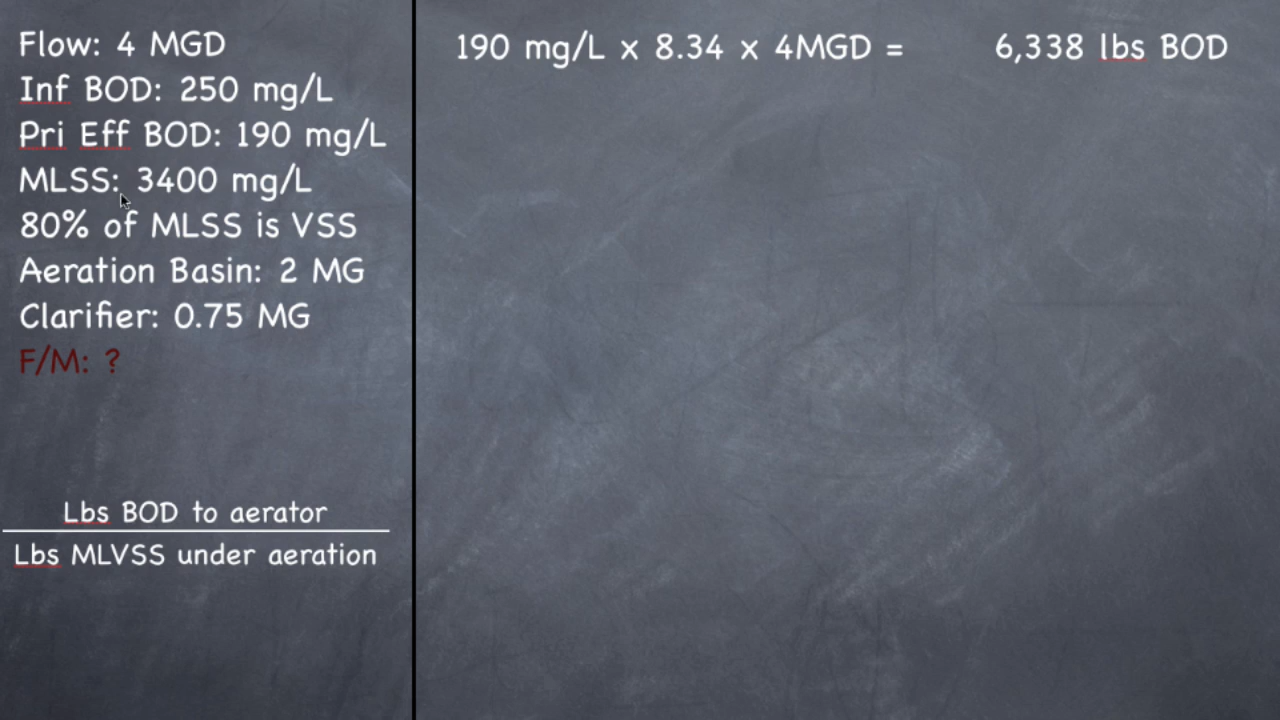 Flow: 4 MGD
Inf BOD: 250 mg/L
Pri Eff BOD: 190 mg/L
MLSS: 3400 mg/L
80% of MLSS is VSS
Aeration Basin: 2 MG
Clarifier: 0.75 MG
F/M: ?
Lbs BOD to aerator
Lbs MLVSS under aeration
190 mg/L x 8.34 x 4MGD = 6,338 lbs BOD